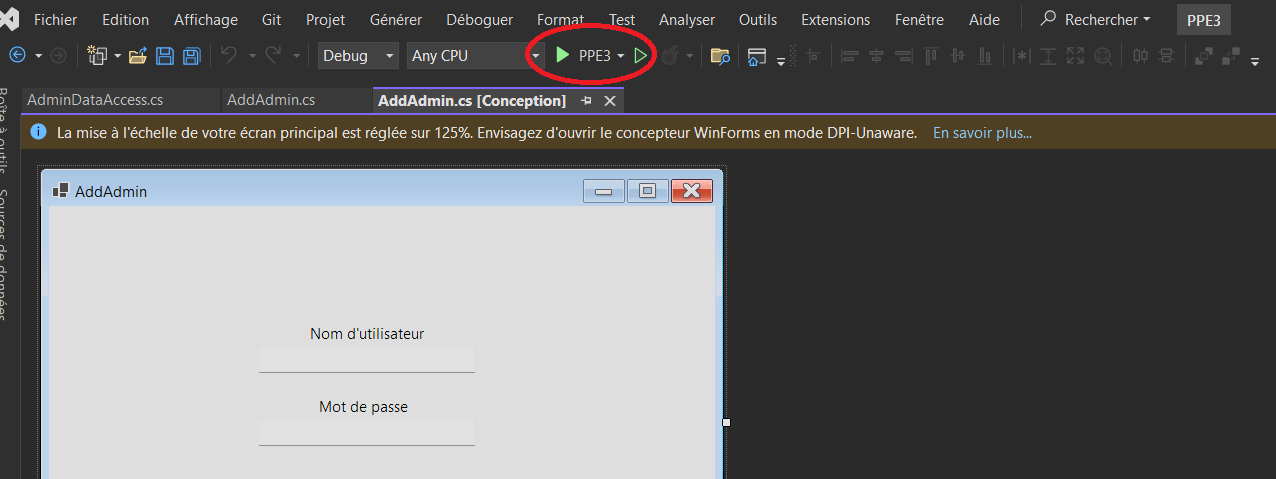 Fichier Edition Affichage Git Projet Générer Déboguer Format Test Analyser Outils Extensions Fenêtre Aide Rechercher PPE3
Debug Any CPU PPE3
AdminDataAccess.cs AddAdmin.cs AddAdmin.cs [Conception]
La mise à l'échelle de votre écran principal est réglée sur 125%. Envisagez d'ouvrir le concepteur WinForms en mode DPI-Unaware. En savoir plus...
Boîte à outils
Sources de données
AddAdmin
Nom d'utilisateur
Mot de passe